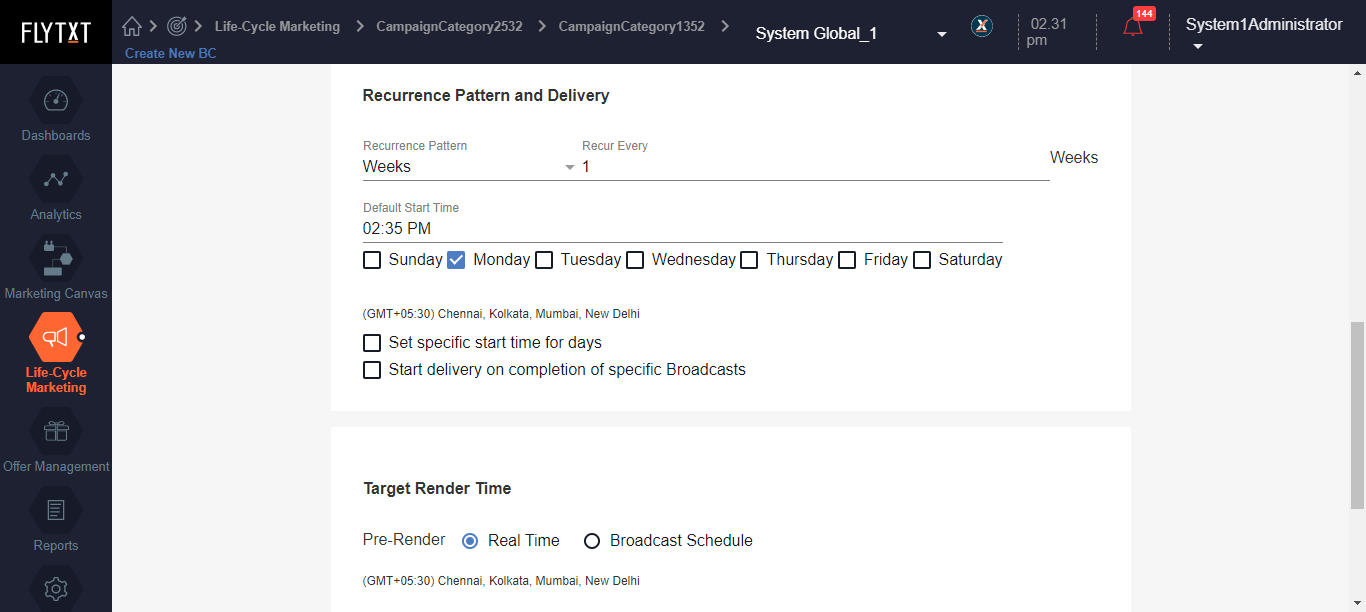 FLYTXT
Life-Cycle Marketing
CampaignCategory2532
CampaignCategory1352
Create New BC
System Global_1
X
02.31
pm
144
System1Administrator
Dashboards
Analytics
Marketing Canvas
Life-Cycle
Marketing
Offer Management
Reports
Recurrence Pattern and Delivery
Recurrence Pattern
Recur Every
Weeks
1
Weeks
Default Start Time
02:35 PM
Sunday Monday Tuesday Wednesday Thursday Friday Saturday
(GMT+05:30) Chennai, Kolkata, Mumbai, New Delhi
Set specific start time for days
Start delivery on completion of specific Broadcasts
Target Render Time
Pre-Render Real Time Broadcast Schedule
(GMT+05:30) Chennai, Kolkata, Mumbai, New Delhi